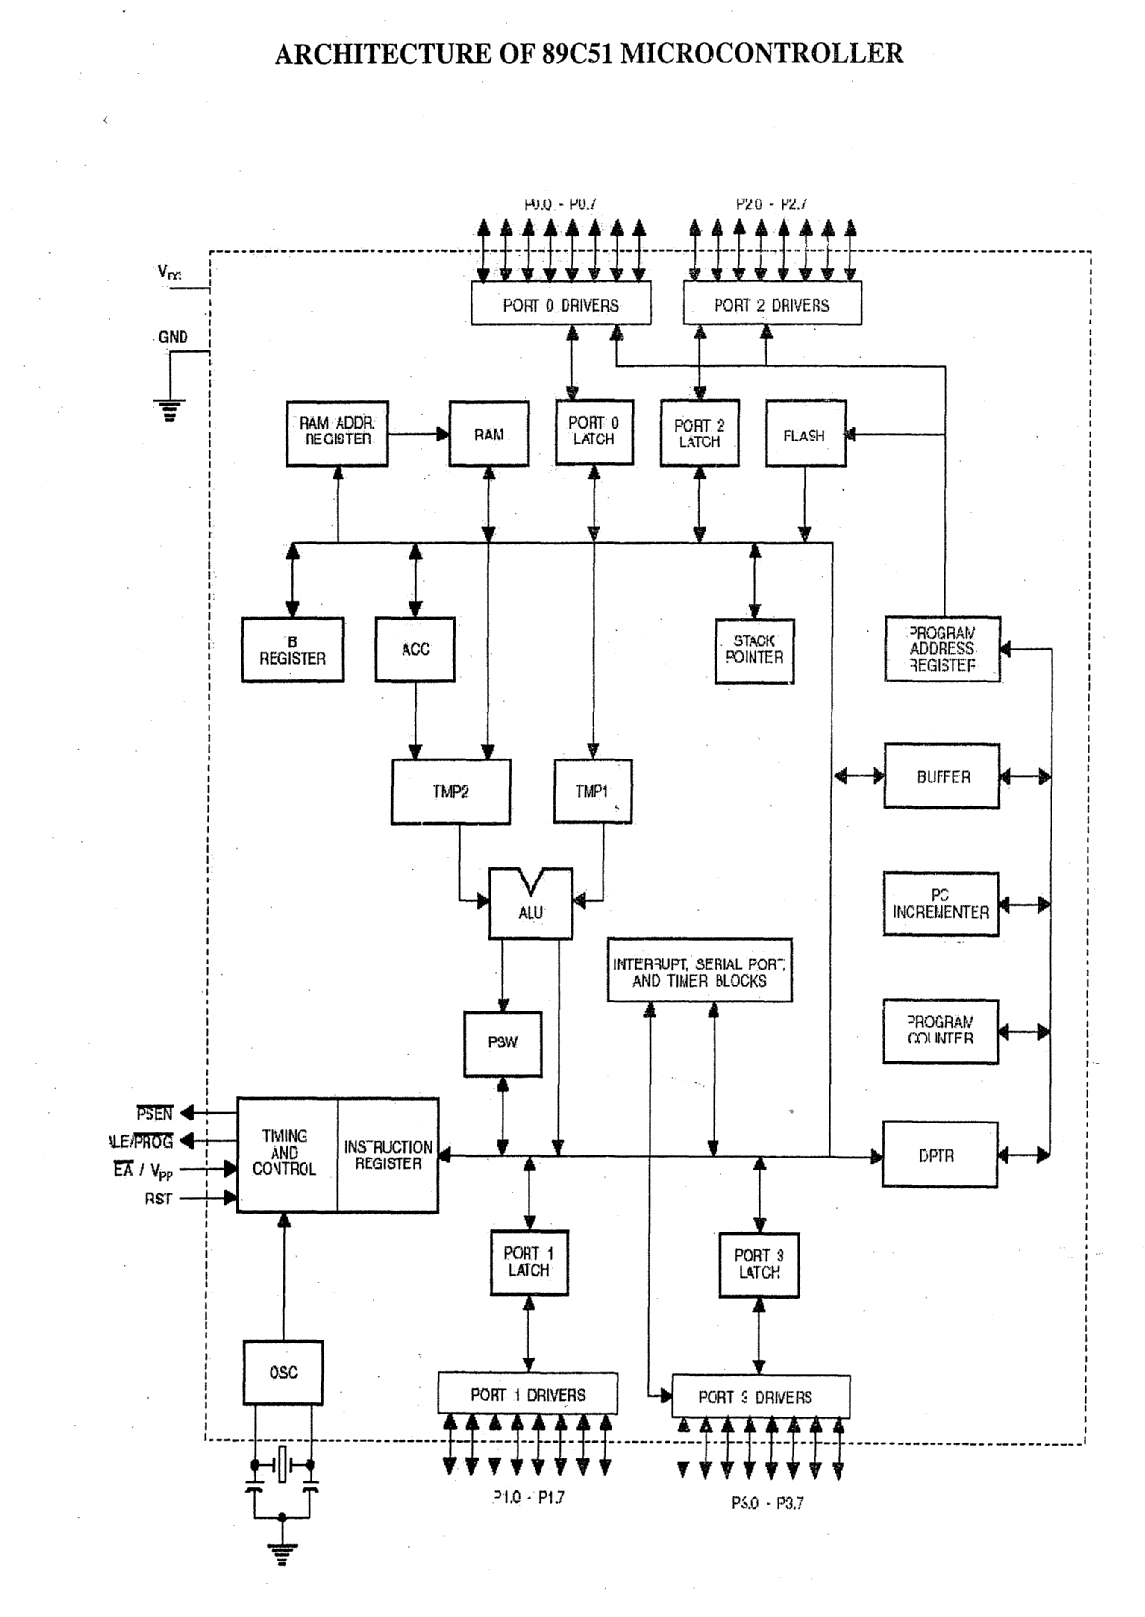 ARCHITECTURE OF 89C51 MICROCONTROLLER
P0.0 - P0.7
P2.0 - P2.7
VCC
GND
PORT 0 DRIVERS
PORT 2 DRIVERS
RAM ADDR.
REGISTER
RAM
PORT 0
LATCH
PORT 2
LATCH
FLASH
B
REGISTER
ACC
STACK
POINTER
PROGRAM
ADDRESS
REGISTER
BUFFER
TMP2
TMP1
ALU
PC
INCREMENTER
INTERRUPT, SERIAL PORT,
AND TIMER BLOCKS
PSW
PROGRAM
COUNTER
PSEN
ALE/PROG
EA / VPP
RST
TIMING
AND
CONTROL
INSTRUCTION
REGISTER
DPTR
PORT 1
LATCH
PORT 3
LATCH
OSC
PORT 1 DRIVERS
PORT 3 DRIVERS
P1.0 - P1.7
P3.0 - P3.7